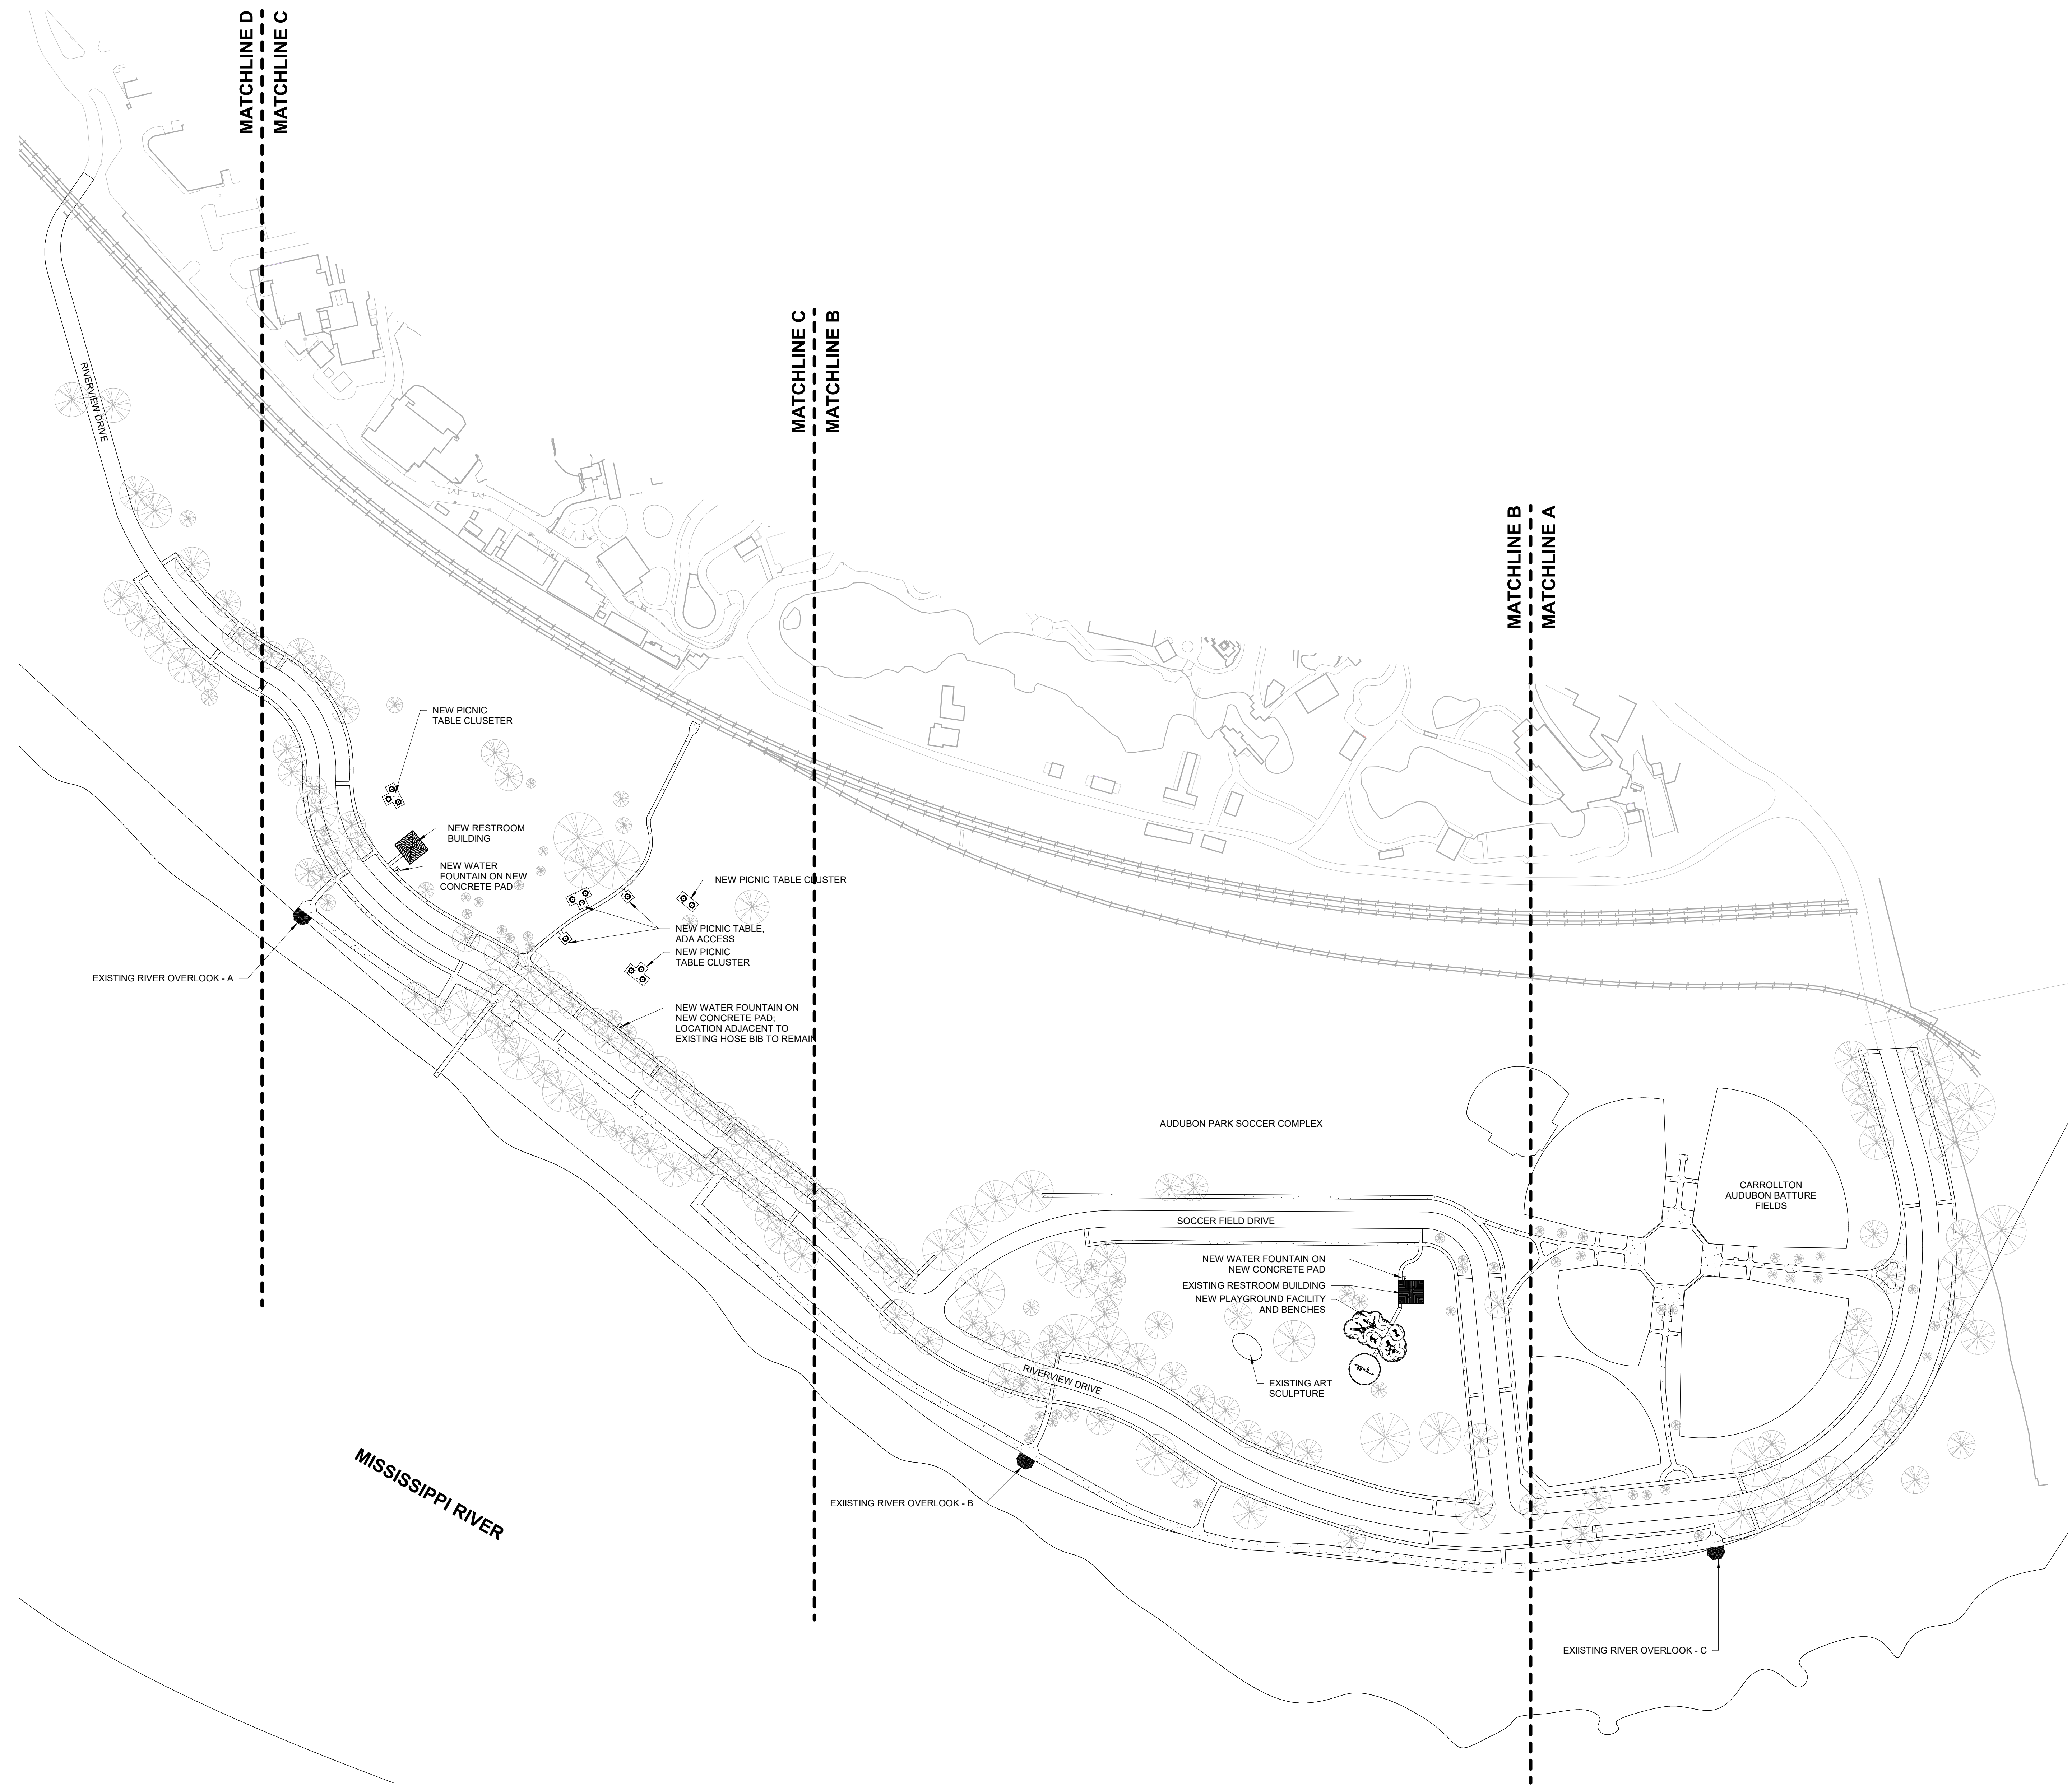 MATCHLINE D
MATCHLINE C
MATCHLINE C
MATCHLINE B
MATCHLINE B
MATCHLINE A
RIVERVIEW DRIVE
NEW PICNIC
TABLE CLUSETER
NEW RESTROOM
BUILDING
NEW WATER
FOUNTAIN ON NEW
CONCRETE PAD
NEW PICNIC TABLE CLUSTER
NEW PICNIC TABLE,
ADA ACCESS
NEW PICNIC
TABLE CLUSTER
EXISTING RIVER OVERLOOK - A
NEW WATER FOUNTAIN ON
NEW CONCRETE PAD;
LOCATION ADJACENT TO
EXISTING HOSE BIB TO REMAIN
AUDUBON PARK SOCCER COMPLEX
CARROLLTON
AUDUBON BATTURE
FIELDS
SOCCER FIELD DRIVE
NEW WATER FOUNTAIN ON
NEW CONCRETE PAD
EXISTING RESTROOM BUILDING
NEW PLAYGROUND FACILITY
AND BENCHES
EXISTING ART
SCULPTURE
RIVERVIEW DRIVE
MISSISSIPPI RIVER
EXIISTING RIVER OVERLOOK - B
EXIISTING RIVER OVERLOOK - C